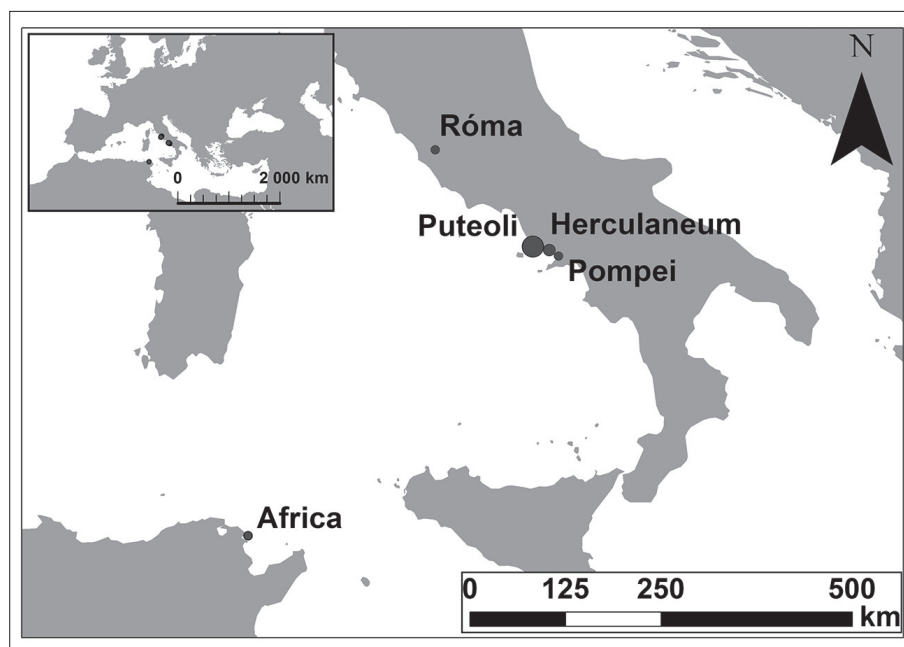 0 2 000 km
N
Róma
Puteoli Herculaneum
Pompei
Africa
0 125 250 500
km